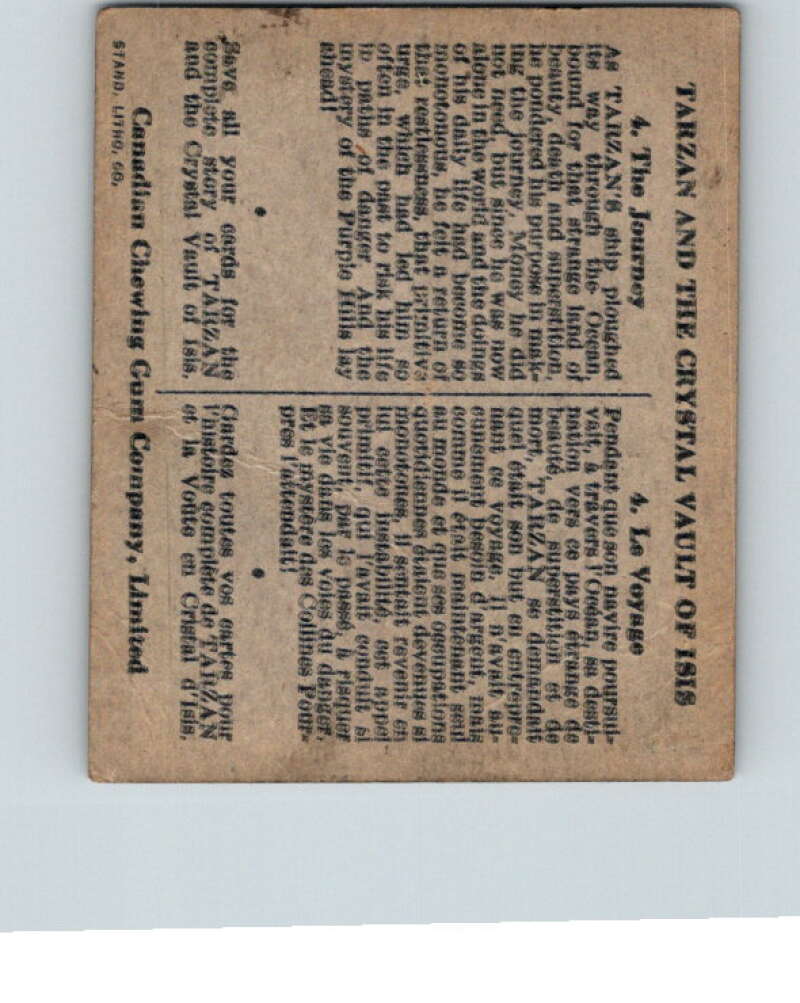 TARZAN AND THE CRYSTAL VAULT OF ISIS
4. The Journey
As TARZAN'S ship ploughed
its way through the Ocean,
bound for that strange land of
beauty, death and superstition,
he pondered his purpose in mak-
ing the journey. Money he did
not need, but since he was now
alone in the world and the doings
of his daily life had become so
monotonous, he felt a return of
that restlessness, that primitive
urge, which had led him so
often in the past to risk his life
in paths of danger. And the
mystery of the Purple Hills lay
ahead!
Save all your cards for the
complete story of TARZAN
and the Crystal Vault of Isis.
4. Le Voyage
Pendent que son navire poursui-
vait, à travers l'Océan sa desti-
nation vers ce pays étrange de
beauté, de superstition et de
mort, TARZAN se demandait
quel était son but en entrepre-
nant ce voyage. Il n'avait au-
cunement besoin d'argent, mais
comme il était maintenant seul
au monde et que ses occupations
quotidiennes étaient devenues si
monotones, il sentait revenir en
lui cette instabilité, cet appel
primitif, qui l'avait conduit si
souvent, par le passé, à risquer
sa vie dans les voies du danger.
Et le mystère des Collines Pour-
pres l'attendait!
Gardez toutes vos cartes pour
l'histoire complète de TARZAN
et la Voûte en Cristal d'Isis.
Canadian Chewing Gum Company, Limited
STAND. LITHO. CO.